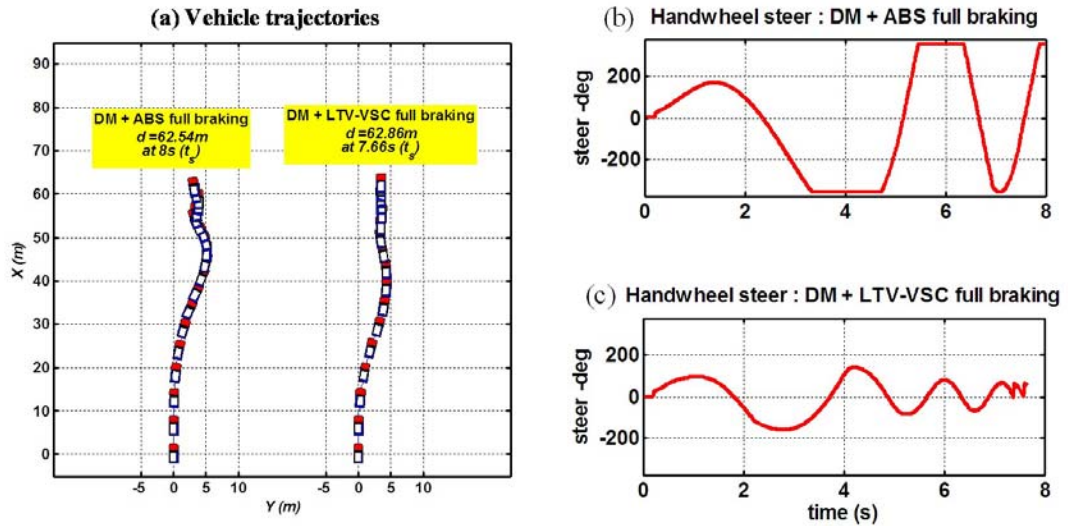 (a) Vehicle trajectories
90
80
70
60
50
40
30
20
10
0
X (m)
DM + ABS full braking
d =62.54m
at 8s (ts)
DM + LTV-VSC full braking
d =62.86m
at 7.66s (ts)
-5 0 5 10 -5 0 5 10
Y (m)
(b) Handwheel steer : DM + ABS full braking
steer -deg
200
0
-200
0 2 4 6 8
(c) Handwheel steer : DM + LTV-VSC full braking
steer -deg
200
0
-200
0 2 4 6 8
time (s)